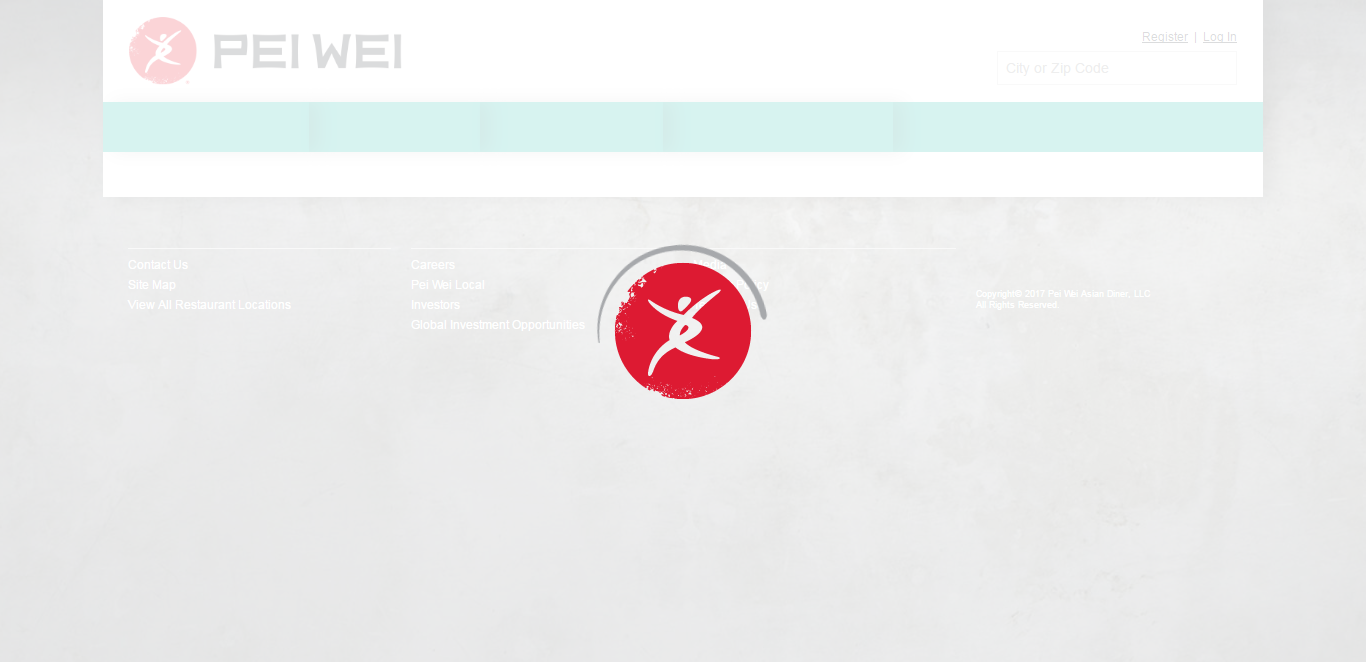 PEI WEI
Register | Log In
City or Zip Code
Contact Us
Site Map
View All Restaurant Locations
Careers
Pei Wei Local
Investors
Global Investment Opportunities
Copyright© 2017 Pei Wei Asian Diner, LLC
All Rights Reserved